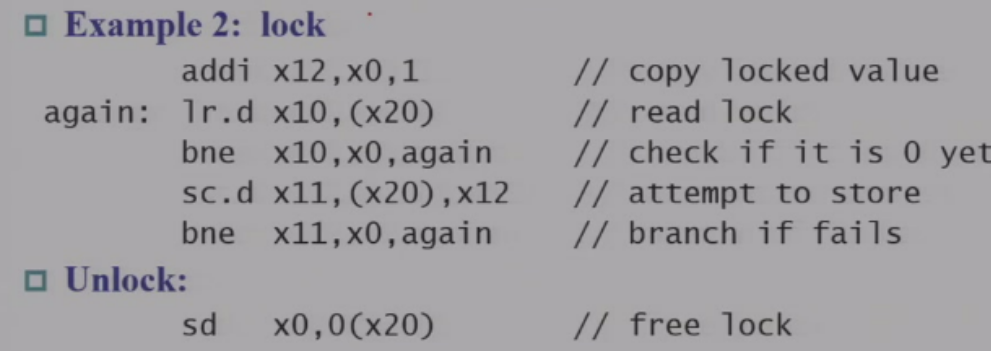 Example 2: lock
addi x12,x0,1 // copy locked value
again: lr.d x10,(x20) // read lock
bne x10,x0,again // check if it is 0 yet
sc.d x11,(x20),x12 // attempt to store
bne x11,x0,again // branch if fails
Unlock:
sd x0,0(x20) // free lock